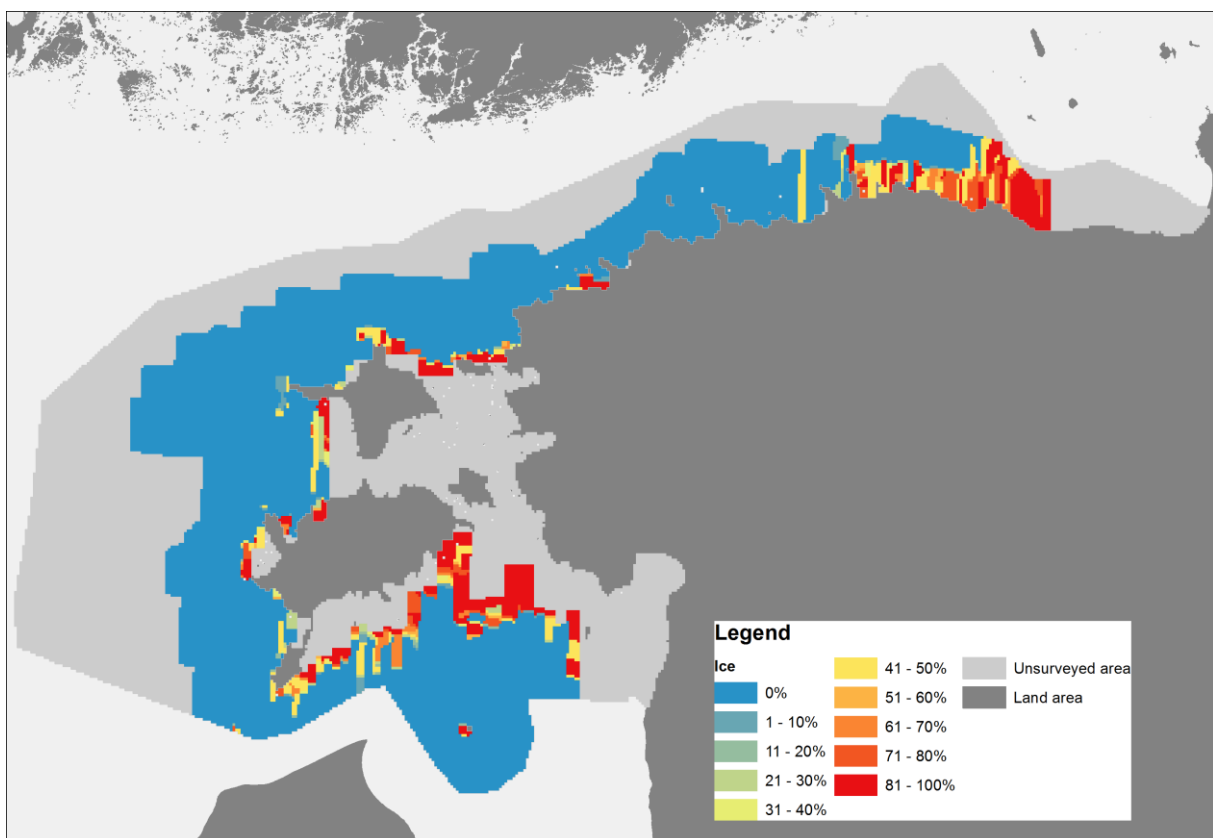 Legend
Ice
0%
1 - 10%
11 - 20%
21 - 30%
31 - 40%
41 - 50%
51 - 60%
61 - 70%
71 - 80%
81 - 100%
Unsurveyed area
Land area